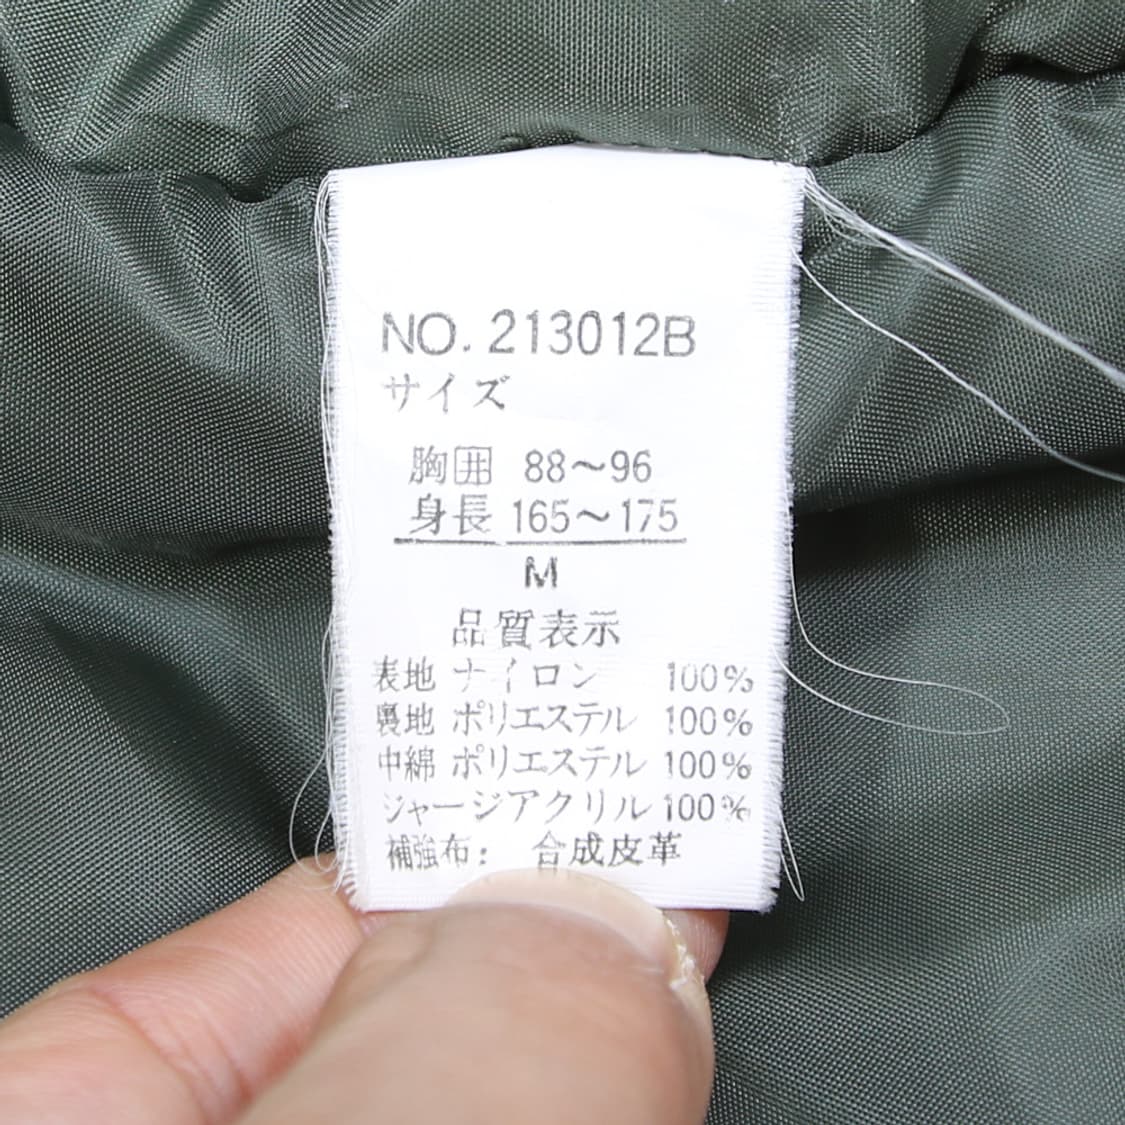 NO. 213012B
サイズ
胸囲 88～96
身長 165～175
M
品質表示
表地 ナイロン 100%
裏地 ポリエステル 100%
中綿 ポリエステル 100%
ジャージアクリル 100%
補強布: 合成皮革